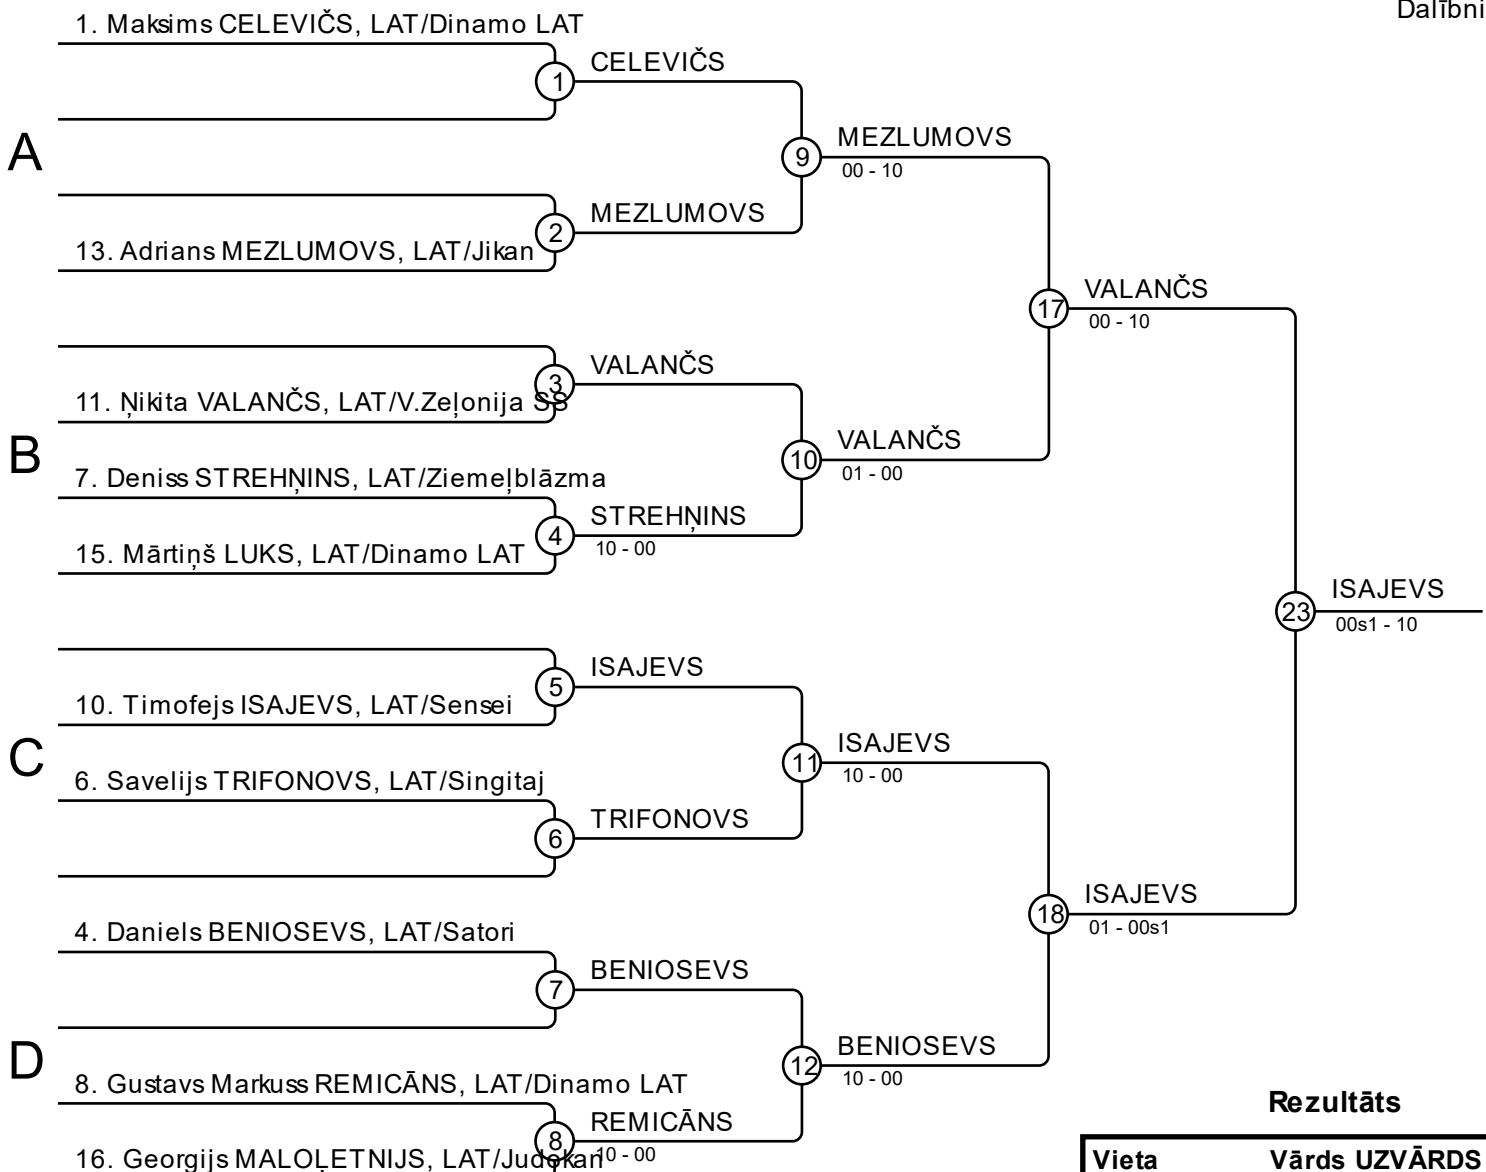 Dalībni
1. Maksims CELEVIČS, LAT/Dinamo LAT
1
CELEVIČS
A
9
MEZLUMOVS
00 - 10
2
MEZLUMOVS
13. Adrians MEZLUMOVS, LAT/Jikan
17
VALANČS
00 - 10
3
VALANČS
11. Ņikita VALANČS, LAT/V.Zeļonija SS
B
10
VALANČS
01 - 00
7. Deniss STREHŅINS, LAT/Ziemeļblāzma
4
STREHŅINS
10 - 00
15. Mārtiņš LUKS, LAT/Dinamo LAT
23
ISAJEVS
00s1 - 10
5
ISAJEVS
10. Timofejs ISAJEVS, LAT/Sensei
C
11
ISAJEVS
10 - 00
6. Savelijs TRIFONOVS, LAT/Singitaj
6
TRIFONOVS
18
ISAJEVS
01 - 00s1
4. Daniels BENIOSEVS, LAT/Satori
7
BENIOSEVS
D
12
BENIOSEVS
10 - 00
8. Gustavs Markuss REMICĀNS, LAT/Dinamo LAT
8
REMICĀNS
10 - 00
16. Georgijs MALOĻETNIJS, LAT/Judokan
Rezultāts
Vieta Vārds UZVĀRDS